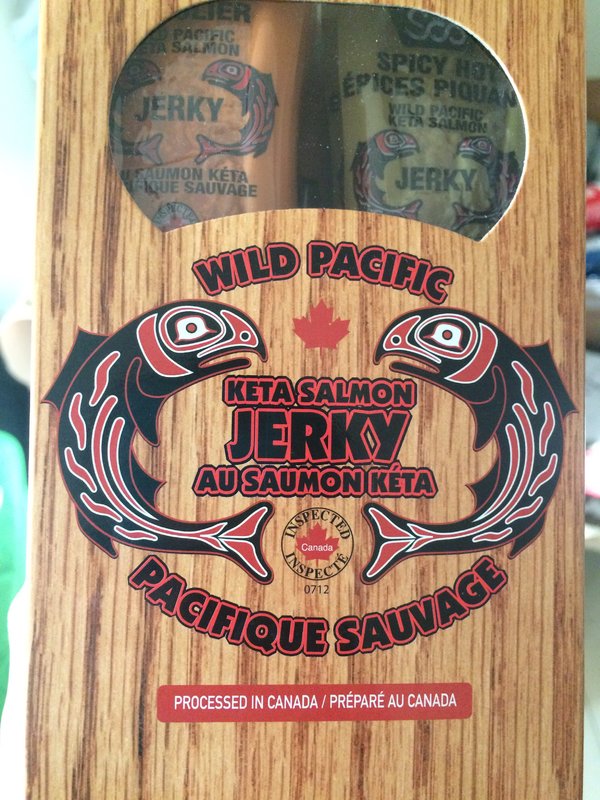 PACIFIC
KETA SALMON
JERKY
SAUMON KÉTA
SAUVAGE
SPICY HOT
ÉPICES PIQUAN
WILD PACIFIC
KETA SALMON
JERKY
WILD PACIFIC
KETA SALMON
JERKY
AU SAUMON KÉTA
INSPECTED
Canada
INSPECTÉ
0712
PACIFIQUE SAUVAGE
PROCESSED IN CANADA / PRÉPARÉ AU CANADA